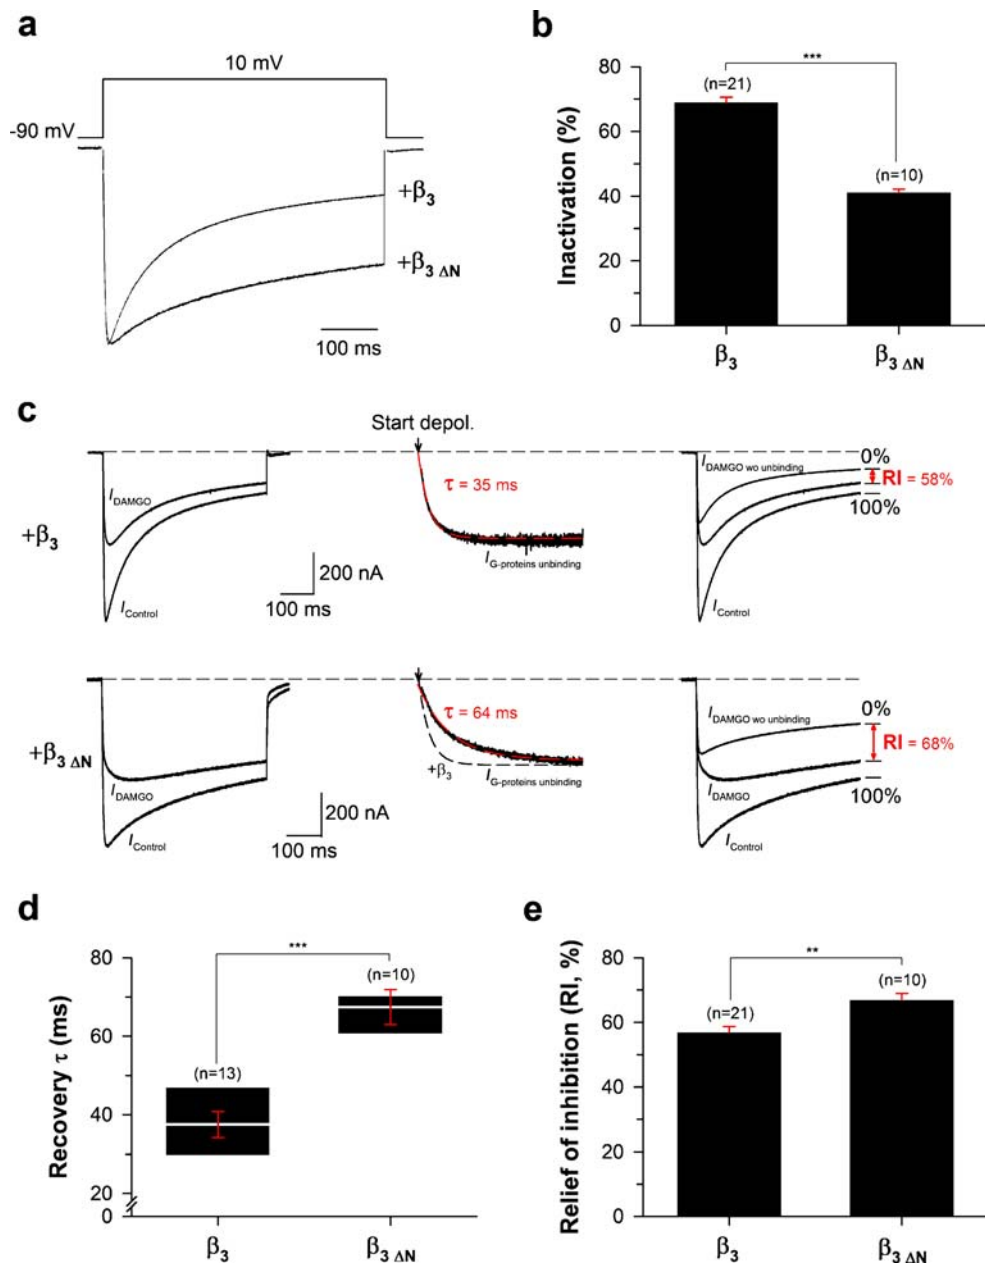 a
10 mV
-90 mV
+β3
+β3 ΔN
100 ms
b
Inactivation (%)
80
60
40
20
0
***
(n=21)
(n=10)
β3
β3 ΔN
c
Start depol.
+β3
IDAMGO
IControl
200 nA
100 ms
τ = 35 ms
IG-proteins unbinding
IDAMGO wo unbinding
0%
RI = 58%
100%
IDAMGO
IControl
+β3 ΔN
IDAMGO
IControl
200 nA
100 ms
τ = 64 ms
+β3
IG-proteins unbinding
IDAMGO wo unbinding
0%
RI = 68%
100%
IDAMGO
IControl
d
Recovery τ (ms)
80
60
40
20
0
***
(n=13)
(n=10)
β3
β3 ΔN
e
Relief of inhibition (RI, %)
80
60
40
60
0
**
(n=21)
(n=10)
β3
β3 ΔN